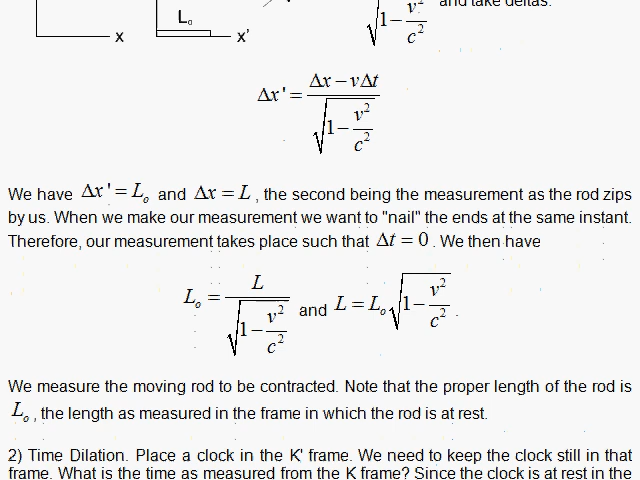 and take deltas.
L₀
√1−v²/c²
x x'
Δx' = (Δx − vΔt) / √(1 − v²/c²)
We have Δx' = L₀ and Δx = L, the second being the measurement as the rod zips
by us. When we make our measurement we want to "nail" the ends at the same instant.
Therefore, our measurement takes place such that Δt = 0. We then have
L₀ = L / √(1 − v²/c²) and L = L₀√(1 − v²/c²).
We measure the moving rod to be contracted. Note that the proper length of the rod is
L₀, the length as measured in the frame in which the rod is at rest.
2) Time Dilation. Place a clock in the K' frame. We need to keep the clock still in that
frame. What is the time as measured from the K frame? Since the clock is at rest in the